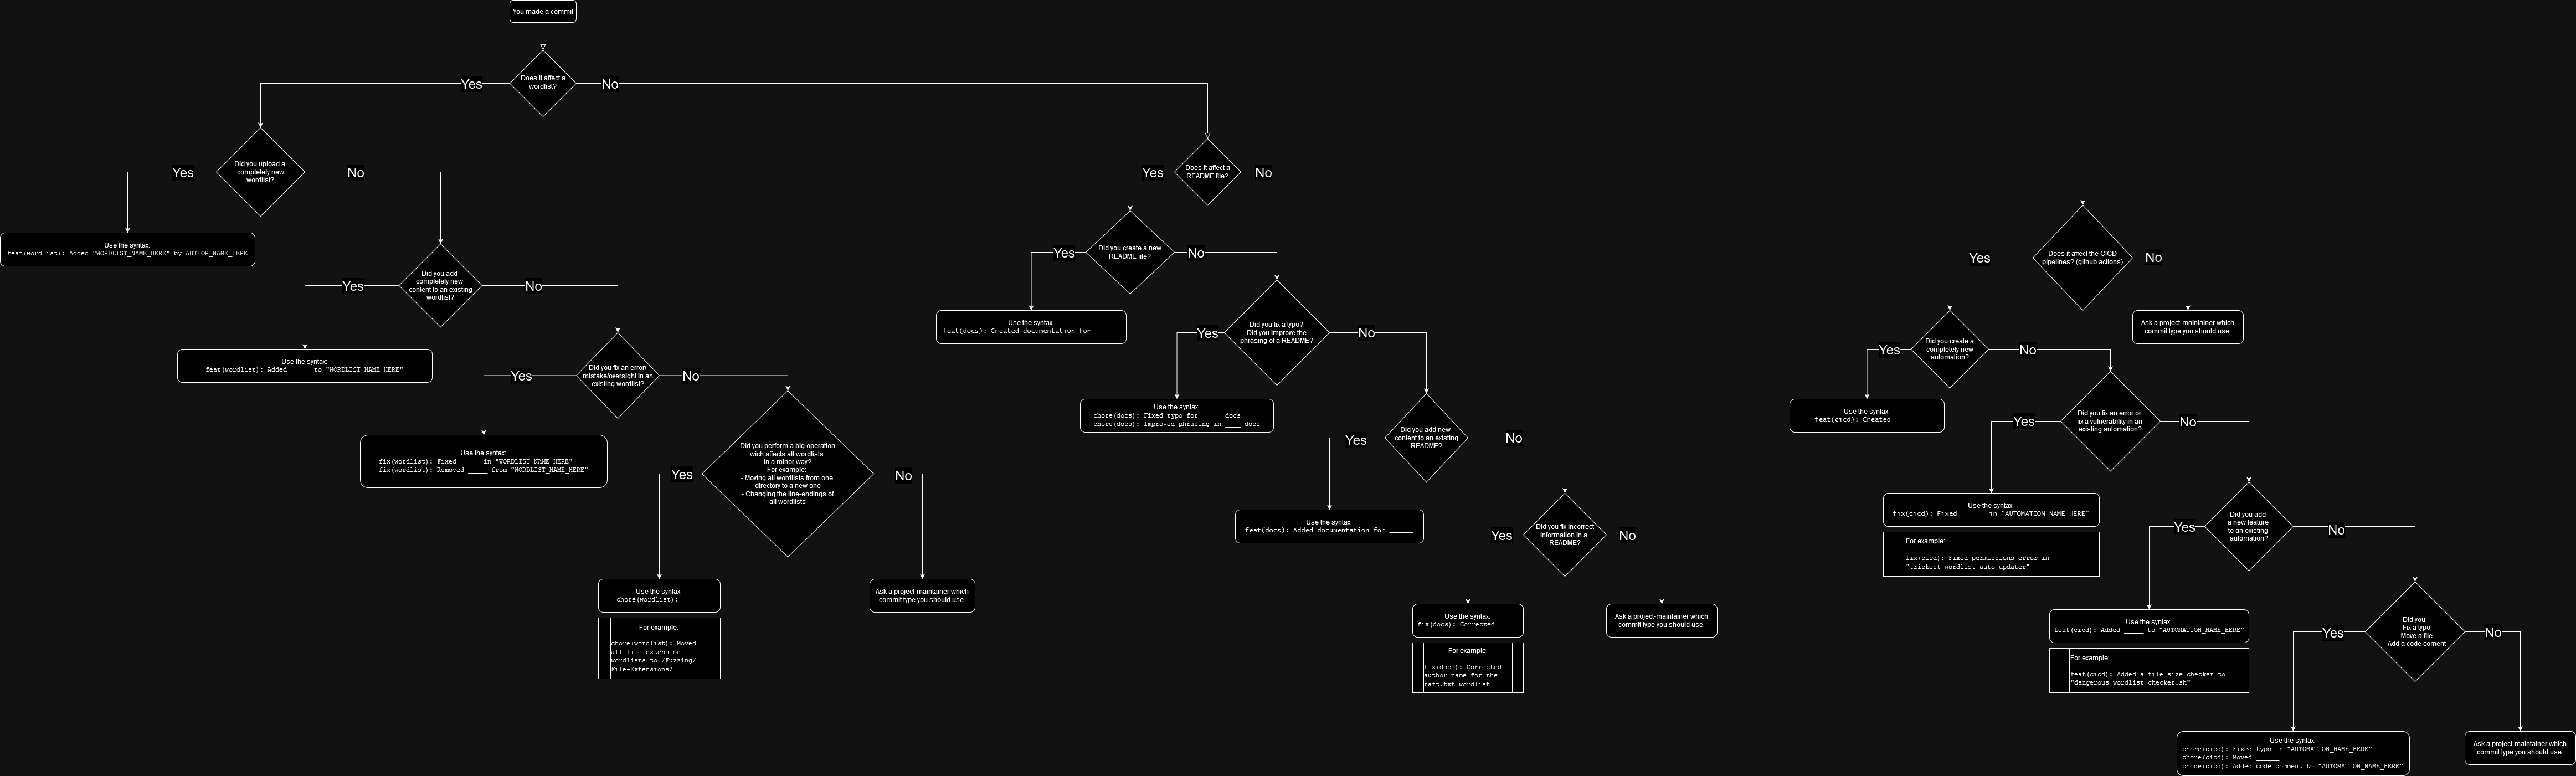 You made a commit
Does it affect a
wordlist?
Yes
No
Did you upload a
completely new
wordlist?
Yes
No
Use the syntax:
feat(wordlist): Added "WORDLIST_NAME_HERE" by AUTHOR_NAME_HERE
Did you add
completely new
content to an existing
wordlist?
Yes
No
Use the syntax:
feat(wordlist): Added _____ to "WORDLIST_NAME_HERE"
Did you fix an error/
mistake/oversight in an
existing wordlist?
Yes
No
Use the syntax:
fix(wordlist): Fixed _____ in "WORDLIST_NAME_HERE"
fix(wordlist): Removed _____ from "WORDLIST_NAME_HERE"
Did you perform a big operation
wich affects all wordlists
in a minor way?
For example:
- Moving all wordlists from one
directory to a new one
- Changing the line-endings of
all wordlists
Yes
No
Use the syntax:
chore(wordlist): _____
For example:
chore(wordlist): Moved
all file-extension
wordlists to /Fuzzing/
File-Extensions/
Ask a project-maintainer which
commit type you should use.
Does it affect a
README file?
Yes
No
Did you create a new
README file?
Yes
No
Use the syntax:
feat(docs): Created documentation for ______
Did you fix a typo?
Did you improve the
phrasing of a README?
Yes
No
Use the syntax:
chore(docs): Fixed typo for _____ docs
chore(docs): Improved phrasing in ____ docs
Did you add new
content to an existing
README?
Yes
No
Use the syntax:
feat(docs): Added documentation for ______
Did you fix incorrect
information in a
README?
Yes
No
Use the syntax:
fix(docs): Corrected _____
For example:
fix(docs): Corrected
author name for the
raft.txt wordlist
Ask a project-maintainer which
commit type you should use.
Does it affect the CICD
pipelines? (github actions)
Yes
No
Ask a project-maintainer which
commit type you should use.
Did you create a
completely new
automation?
Yes
No
Use the syntax:
feat(cicd): Created ______
Did you fix an error or
fix a vulnerability in an
existing automation?
Yes
No
Use the syntax:
fix(cicd): Fixed ______ in "AUTOMATION_NAME_HERE"
For example:
fix(cicd): Fixed permissions error in
"trickest-wordlist auto-updater"
Did you add
a new feature
to an existing
automation?
Yes
No
Use the syntax:
feat(cicd): Added _____ to "AUTOMATION_NAME_HERE"
For example:
feat(cicd): Added a file size checker to
"dangerous_wordlist_checker.sh"
Did you:
- Fix a typo
- Move a file
- Add a code coment
Yes
No
Use the syntax:
chore(cicd): Fixed typo in "AUTOMATION_NAME_HERE"
chore(cicd): Moved ______
chode(cicd): Added code comment to "AUTOMATION_NAME_HERE"
Ask a project-maintainer which
commit type you should use.